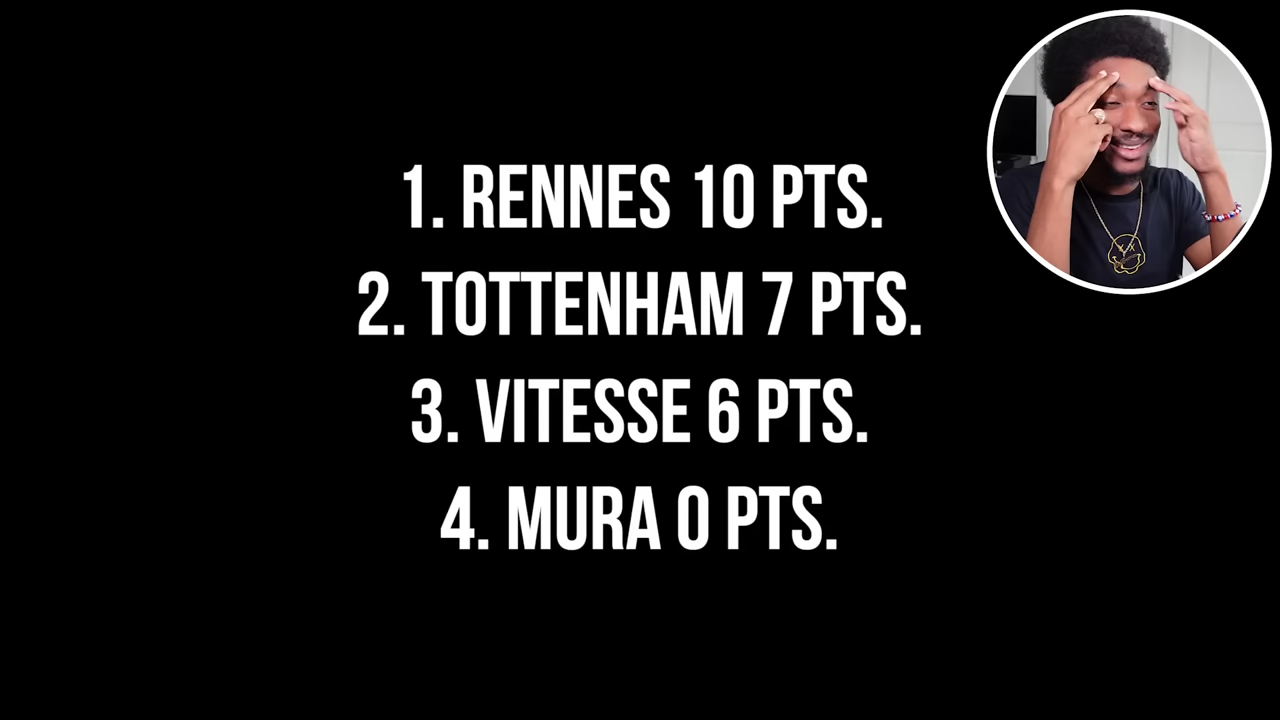 1. RENNES 10 PTS.
2. TOTTENHAM 7 PTS.
3. VITESSE 6 PTS.
4. MURA 0 PTS.